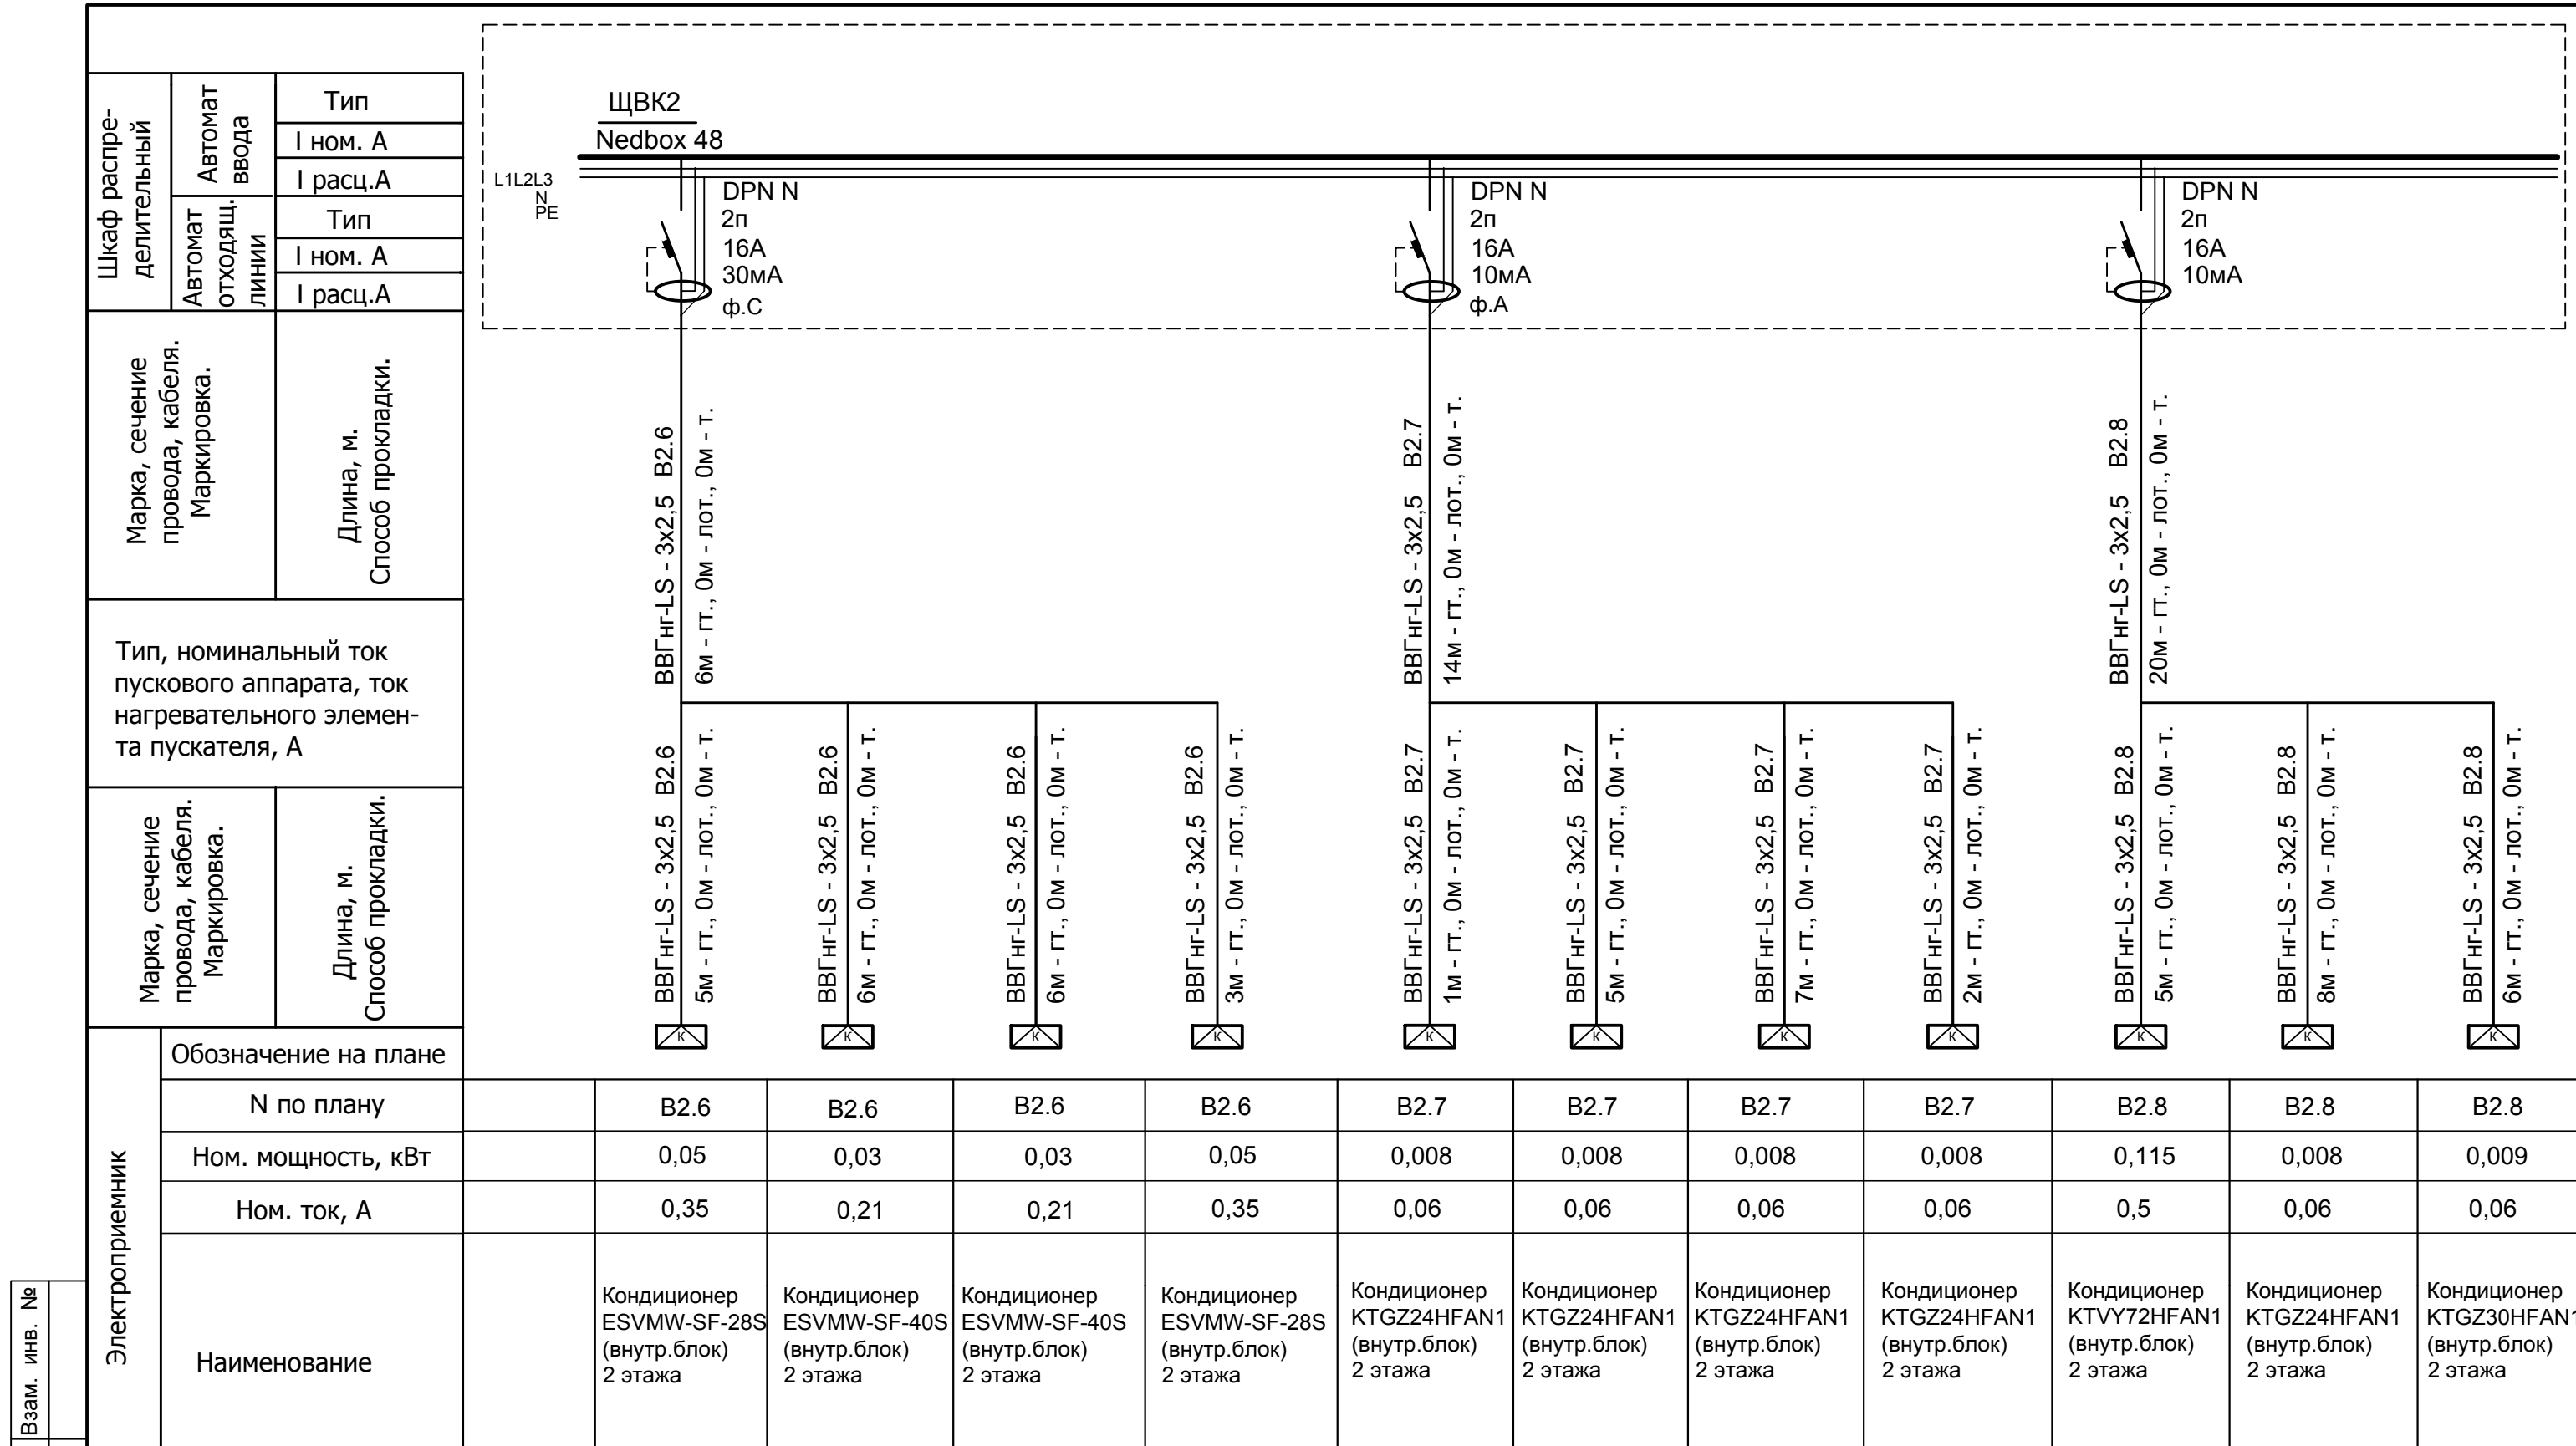 Шкаф распре-
делительный
Автомат
ввода
Тип
I ном. А
I расц.А
Автомат
отходящ.
линии
Тип
I ном. А
I расц.А
Марка, сечение
провода, кабеля.
Маркировка.
Длина, м.
Способ прокладки.
Тип, номинальный ток
пускового аппарата, ток
нагревательного элемен-
та пускателя, А
Марка, сечение
провода, кабеля.
Маркировка.
Длина, м.
Способ прокладки.
ЩВК2
Nedbox 48
L1L2L3
N
PE
DPN N
2п
16А
30мА
ф.С
DPN N
2п
16А
10мА
ф.А
DPN N
2п
16А
10мА
ВВГнг-LS - 3х2,5 В2.6
6м - гт., 0м - лот., 0м - т.
ВВГнг-LS - 3х2,5 В2.7
14м - гт., 0м - лот., 0м - т.
ВВГнг-LS - 3х2,5 В2.8
20м - гт., 0м - лот., 0м - т.
ВВГнг-LS - 3х2,5 В2.6
5м - гт., 0м - лот., 0м - т.
ВВГнг-LS - 3х2,5 В2.6
6м - гт., 0м - лот., 0м - т.
ВВГнг-LS - 3х2,5 В2.6
6м - гт., 0м - лот., 0м - т.
ВВГнг-LS - 3х2,5 В2.6
3м - гт., 0м - лот., 0м - т.
ВВГнг-LS - 3х2,5 В2.7
1м - гт., 0м - лот., 0м - т.
ВВГнг-LS - 3х2,5 В2.7
5м - гт., 0м - лот., 0м - т.
ВВГнг-LS - 3х2,5 В2.7
7м - гт., 0м - лот., 0м - т.
ВВГнг-LS - 3х2,5 В2.7
2м - гт., 0м - лот., 0м - т.
ВВГнг-LS - 3х2,5 В2.8
5м - гт., 0м - лот., 0м - т.
ВВГнг-LS - 3х2,5 В2.8
8м - гт., 0м - лот., 0м - т.
ВВГнг-LS - 3х2,5 В2.8
6м - гт., 0м - лот., 0м - т.
К К К К К К К К К К К
Электроприемник
Обозначение на плане
N по плану В2.6 В2.6 В2.6 В2.6 В2.7 В2.7 В2.7 В2.7 В2.8 В2.8 В2.8
Ном. мощность, кВт 0,05 0,03 0,03 0,05 0,008 0,008 0,008 0,008 0,115 0,008 0,009
Ном. ток, А 0,35 0,21 0,21 0,35 0,06 0,06 0,06 0,06 0,5 0,06 0,06
Наименование
Кондиционер
ESVMW-SF-28S
(внутр.блок)
2 этажа
Кондиционер
ESVMW-SF-40S
(внутр.блок)
2 этажа
Кондиционер
ESVMW-SF-40S
(внутр.блок)
2 этажа
Кондиционер
ESVMW-SF-28S
(внутр.блок)
2 этажа
Кондиционер
KTGZ24HFAN1
(внутр.блок)
2 этажа
Кондиционер
KTGZ24HFAN1
(внутр.блок)
2 этажа
Кондиционер
KTGZ24HFAN1
(внутр.блок)
2 этажа
Кондиционер
KTGZ24HFAN1
(внутр.блок)
2 этажа
Кондиционер
KTVY72HFAN1
(внутр.блок)
2 этажа
Кондиционер
KTGZ24HFAN1
(внутр.блок)
2 этажа
Кондиционер
KTGZ30HFAN1
(внутр.блок)
2 этажа
Взам. инв. №